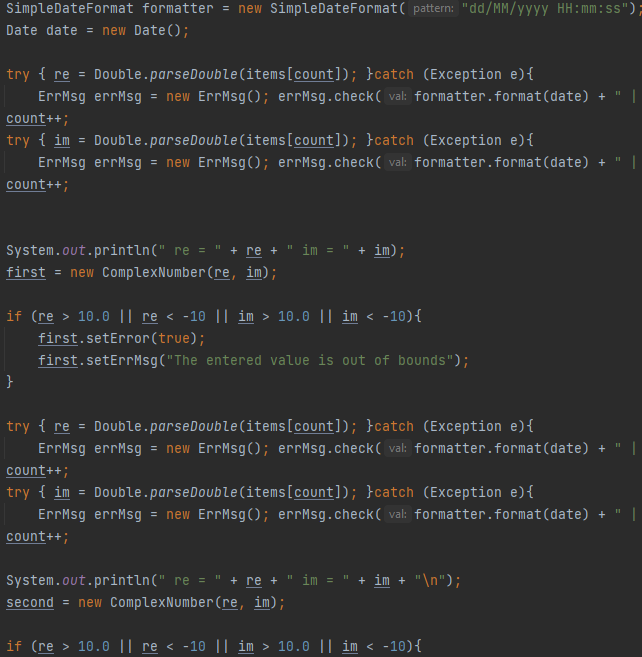 SimpleDateFormat formatter = new SimpleDateFormat( pattern: "dd/MM/yyyy HH:mm:ss");
Date date = new Date();
try { re = Double.parseDouble(items[count]); }catch (Exception e){
ErrMsg errMsg = new ErrMsg(); errMsg.check( val: formatter.format(date) + " |
count++;
try { im = Double.parseDouble(items[count]); }catch (Exception e){
ErrMsg errMsg = new ErrMsg(); errMsg.check( val: formatter.format(date) + " |
count++;
System.out.println(" re = " + re + " im = " + im);
first = new ComplexNumber(re, im);
if (re > 10.0 || re < -10 || im > 10.0 || im < -10){
first.setError(true);
first.setErrMsg("The entered value is out of bounds");
}
try { re = Double.parseDouble(items[count]); }catch (Exception e){
ErrMsg errMsg = new ErrMsg(); errMsg.check( val: formatter.format(date) + " |
count++;
try { im = Double.parseDouble(items[count]); }catch (Exception e){
ErrMsg errMsg = new ErrMsg(); errMsg.check( val: formatter.format(date) + " |
count++;
System.out.println(" re = " + re + " im = " + im + "\n");
second = new ComplexNumber(re, im);
if (re > 10.0 || re < -10 || im > 10.0 || im < -10){